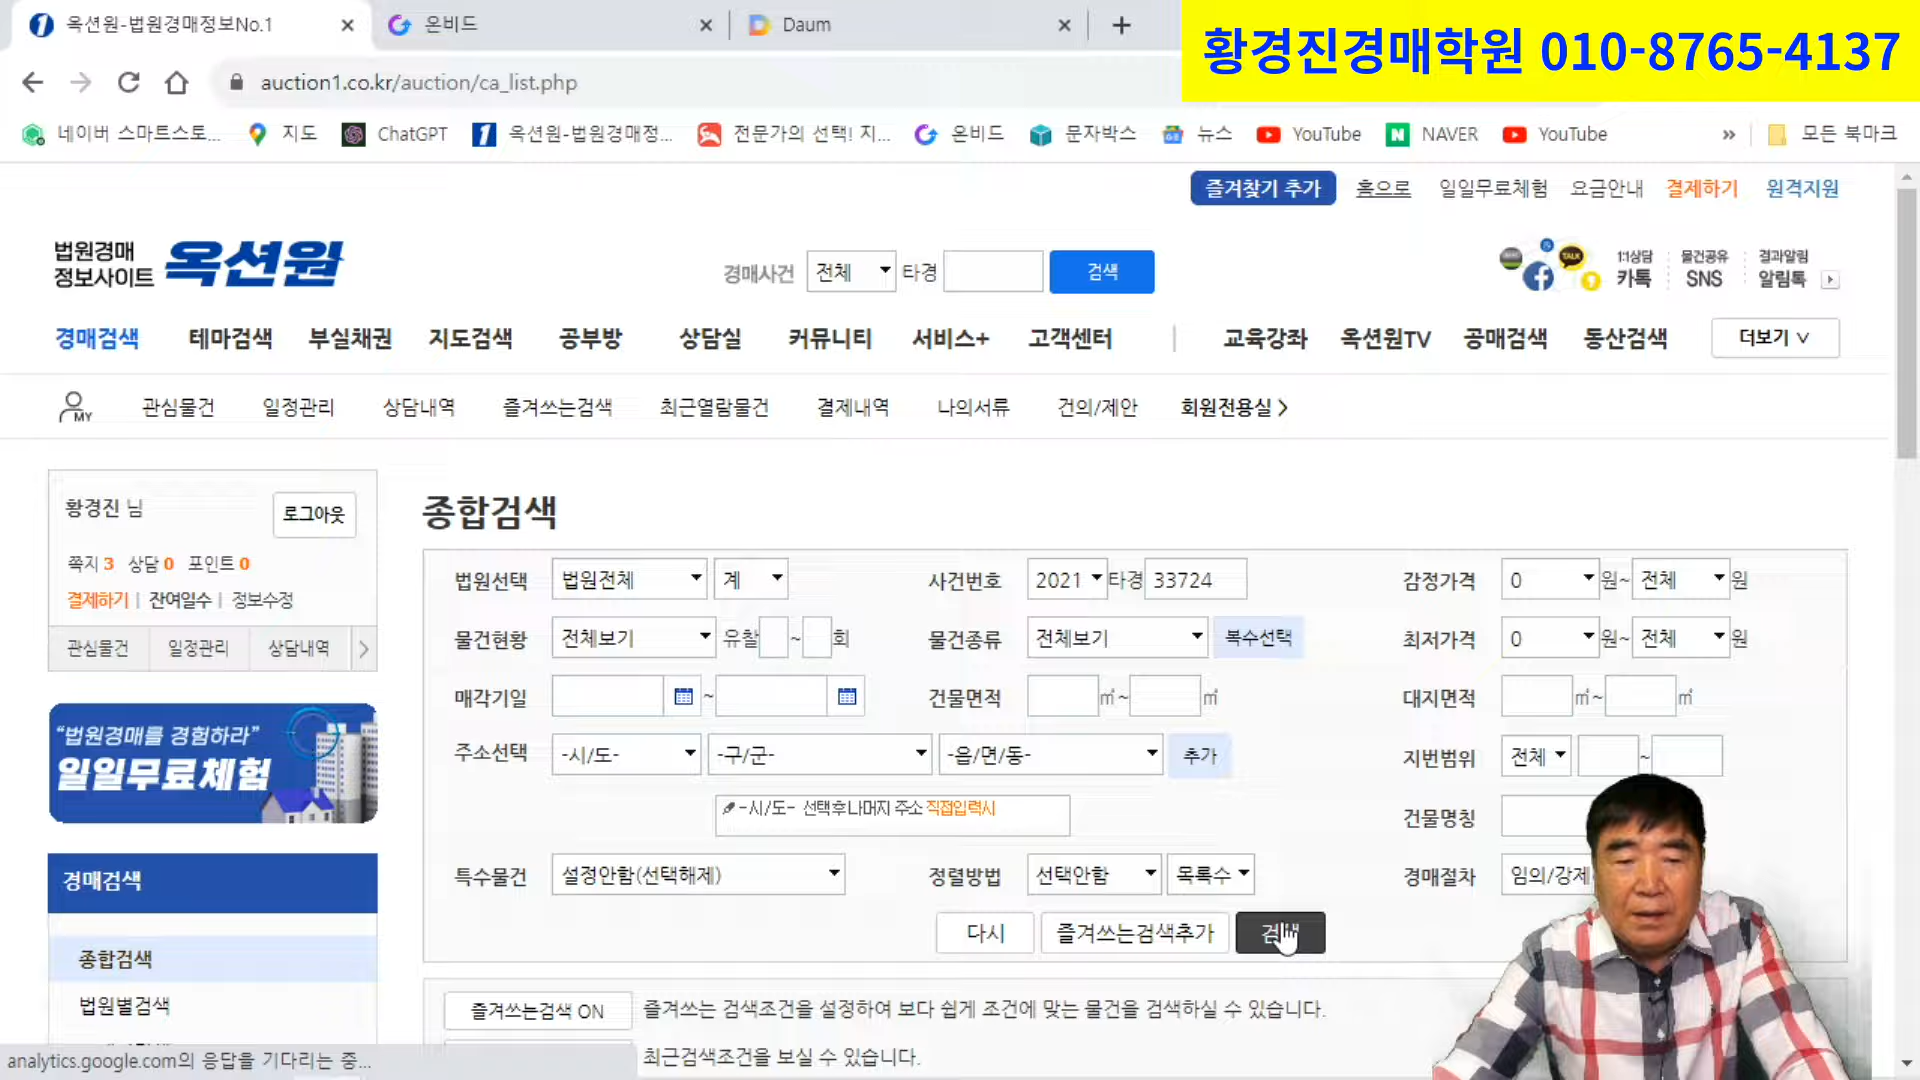 옥션원-법원경매정보No.1
온비드
Daum
황경진경매학원 010-8765-4137
auction1.co.kr/auction/ca_list.php
네이버 스마트스토...
지도
ChatGPT
옥션원-법원경매정...
전문가의 선택! 지...
온비드
문자박스
뉴스
YouTube
NAVER
YouTube
»
모든 북마크
즐겨찾기 추가
홈으로
일일무료체험
요금안내
결제하기
원격지원
법원경매
정보사이트
옥션원
경매사건
전체
타경
검색
TALK
1:1상담
카톡
물건공유
SNS
결과알림
알림톡
경매검색
테마검색
부실채권
지도검색
공부방
상담실
커뮤니티
서비스+
고객센터
교육강좌
옥션원TV
공매검색
동산검색
더보기 ∨
MY
관심물건
일정관리
상담내역
즐겨쓰는검색
최근열람물건
결제내역
나의서류
건의/제안
회원전용실 >
황경진 님
로그아웃
쪽지 3 상담 0 포인트 0
결제하기 | 잔여일수 | 정보수정
관심물건
일정관리
상담내역
>
“법원경매를 경험하라”
일일무료체험
경매검색
종합검색
법원별검색
종합검색
법원선택 법원전체 계
사건번호 2021 타경 33724
감정가격 0 원~ 전체 원
물건현황 전체보기 유찰 ~ 회
물건종류 전체보기 복수선택
최저가격 0 원~ 전체 원
매각기일 ~
건물면적 ㎡~ ㎡
대지면적 ㎡~ ㎡
주소선택 -시/도- -구/군- -읍/면/동- 추가
지번범위 전체 ~
-시/도- 선택후 나머지 주소 직접입력시
건물명칭
특수물건 설정안함(선택해제)
정렬방법 선택안함 목록수
경매절차 임의/강제
다시
즐겨쓰는검색추가
즐겨쓰는검색 ON
즐겨쓰는 검색조건을 설정하여 보다 쉽게 조건에 맞는 물건을 검색하실 수 있습니다.
최근검색조건을 보실 수 있습니다.
analytics.google.com의 응답을 기다리는 중...